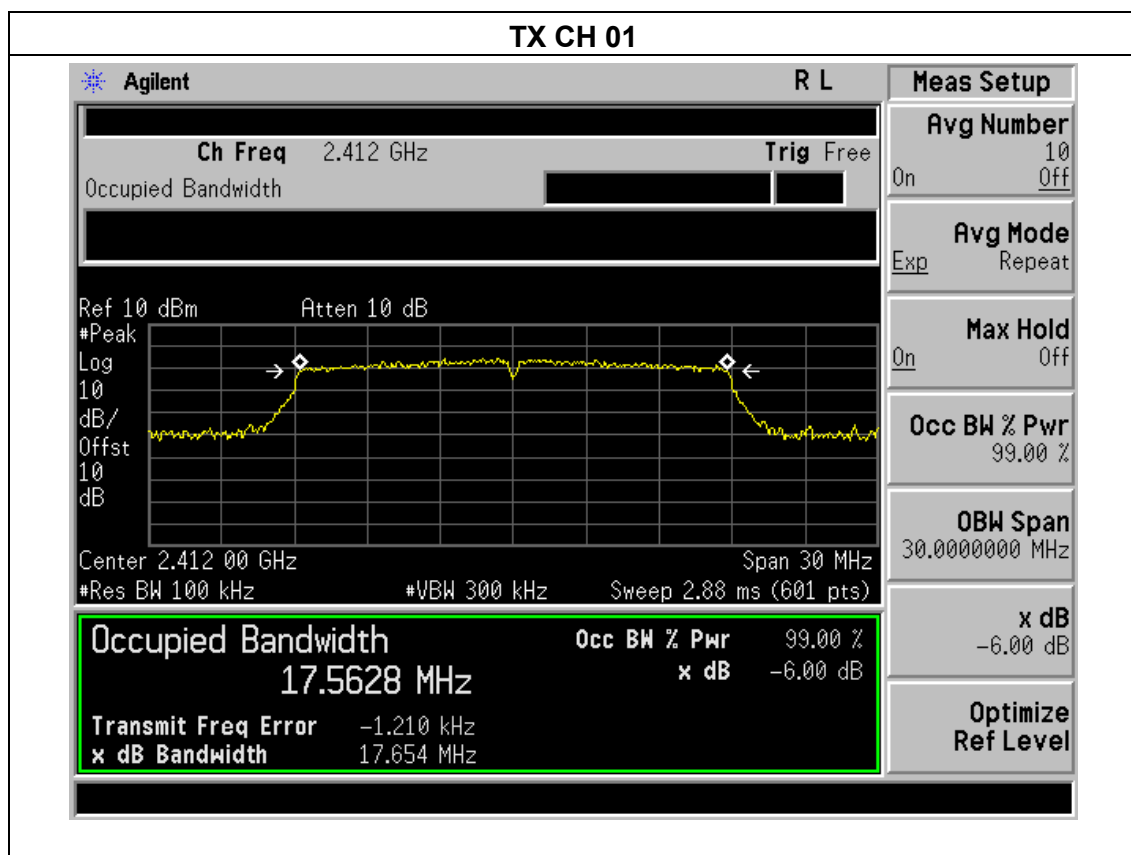 TX CH 01
Agilent R L Meas Setup
Ch Freq 2.412 GHz Trig Free
Occupied Bandwidth
Ref 10 dBm Atten 10 dB
#Peak
Log
10
dB/
Offst
10
dB
Center 2.412 00 GHz Span 30 MHz
#Res BW 100 kHz #VBW 300 kHz Sweep 2.88 ms (601 pts)
Occupied Bandwidth Occ BW % Pwr 99.00 %
17.5628 MHz x dB -6.00 dB
Transmit Freq Error -1.210 kHz
x dB Bandwidth 17.654 MHz
Avg Number
10
On Off
Avg Mode
Exp Repeat
Max Hold
On Off
Occ BW % Pwr
99.00 %
OBW Span
30.0000000 MHz
x dB
-6.00 dB
Optimize
Ref Level